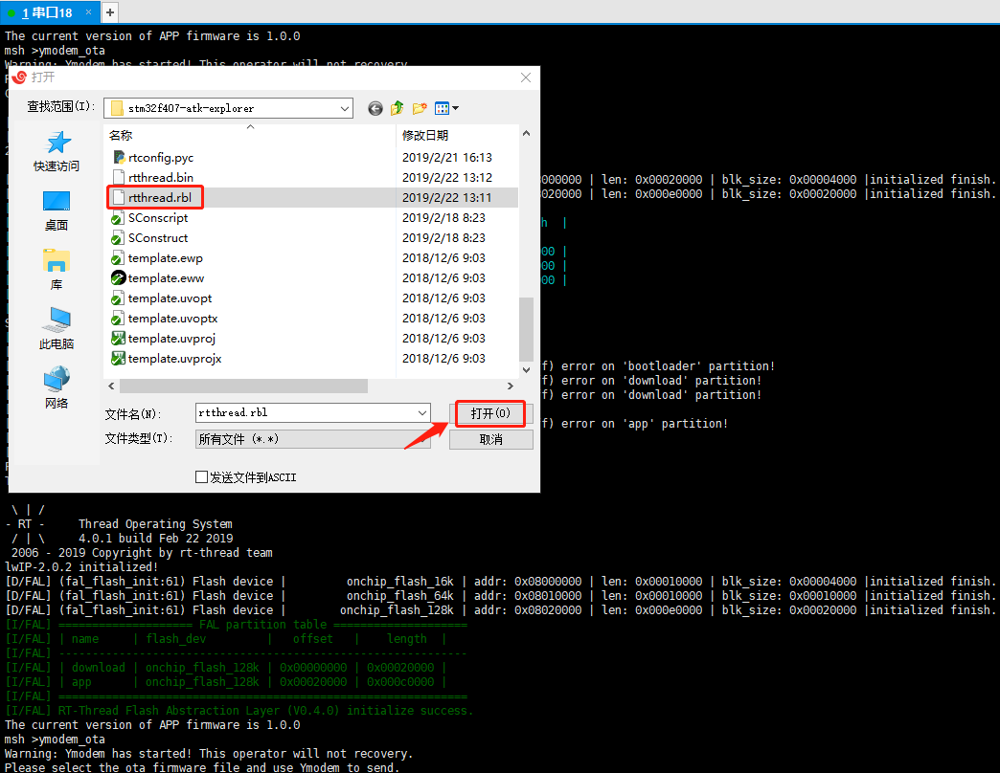 1 串口18 × +
The current version of APP firmware is 1.0.0
msh >ymodem_ota
Warning: Ymodem has started! This operator will not recovery.
打开
查找范围(I): stm32f407-atk-explorer
快速访问
桌面
库
此电脑
网络
名称 修改日期
rtconfig.pyc 2019/2/21 16:13
rtthread.bin 2019/2/22 13:12
rtthread.rbl 2019/2/22 13:11
SConscript 2019/2/18 8:23
SConstruct 2019/2/18 8:23
template.ewp 2018/12/6 9:03
template.eww 2018/12/6 9:03
template.uvopt 2018/12/6 9:03
template.uvoptx 2018/12/6 9:03
template.uvproj 2018/12/6 9:03
template.uvprojx 2018/12/6 9:03
文件名(N): rtthread.rbl 打开(O)
文件类型(T): 所有文件 (*.*) 取消
发送文件到ASCII
000000 | len: 0x00020000 | blk_size: 0x00004000 |initialized finish.
020000 | len: 0x000e0000 | blk_size: 0x00020000 |initialized finish.
h |
00 |
00 |
00 |
f) error on 'bootloader' partition!
f) error on 'download' partition!
f) error on 'download' partition!
f) error on 'app' partition!
\ | /
- RT - Thread Operating System
/ | \ 4.0.1 build Feb 22 2019
2006 - 2019 Copyright by rt-thread team
lwIP-2.0.2 initialized!
[D/FAL] (fal_flash_init:61) Flash device | onchip_flash_16k | addr: 0x08000000 | len: 0x00010000 | blk_size: 0x00004000 |initialized finish.
[D/FAL] (fal_flash_init:61) Flash device | onchip_flash_64k | addr: 0x08010000 | len: 0x00010000 | blk_size: 0x00010000 |initialized finish.
[D/FAL] (fal_flash_init:61) Flash device | onchip_flash_128k | addr: 0x08020000 | len: 0x000e0000 | blk_size: 0x00020000 |initialized finish.
[I/FAL] ==================== FAL partition table ====================
[I/FAL] | name | flash_dev | offset | length |
[I/FAL] -------------------------------------------------------------
[I/FAL] | download | onchip_flash_128k | 0x00000000 | 0x00020000 |
[I/FAL] | app | onchip_flash_128k | 0x00020000 | 0x000c0000 |
[I/FAL] =============================================================
[I/FAL] RT-Thread Flash Abstraction Layer (V0.4.0) initialize success.
The current version of APP firmware is 1.0.0
msh >ymodem_ota
Warning: Ymodem has started! This operator will not recovery.
Please select the ota firmware file and use Ymodem to send.